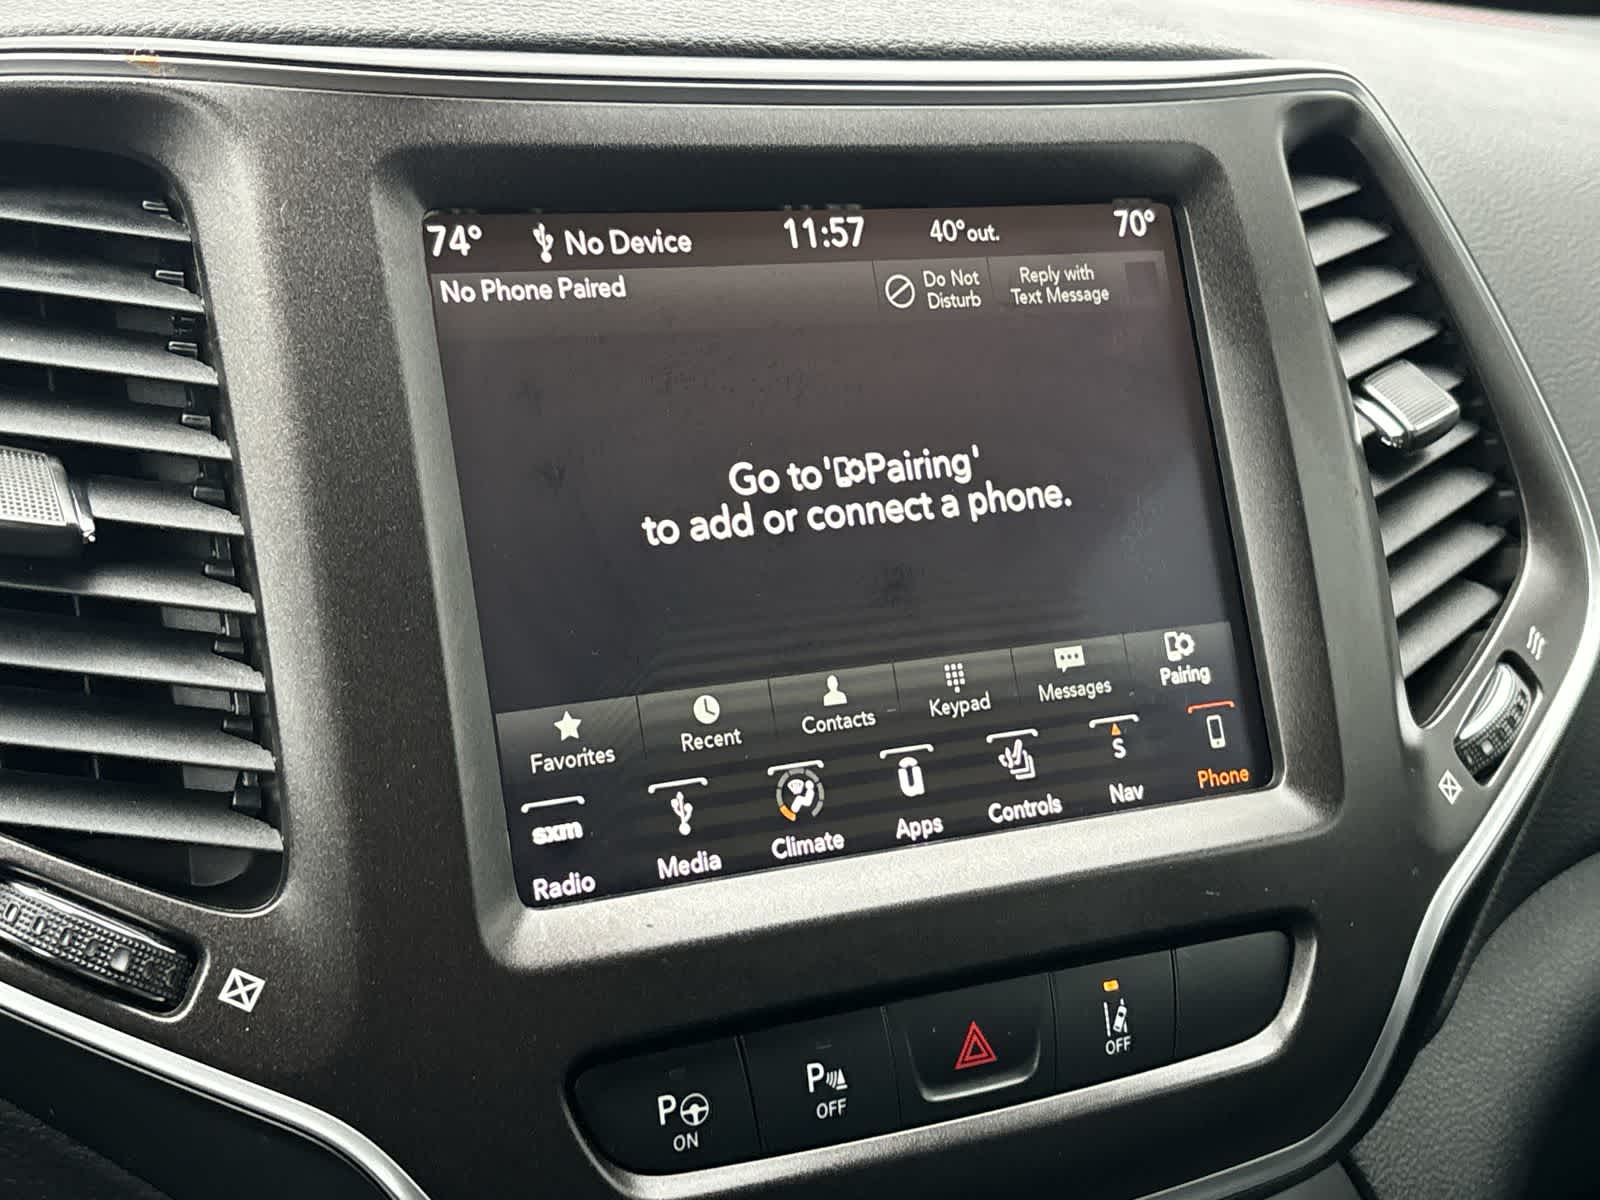 74° No Device 11:57 40° out. 70°
No Phone Paired
Do Not
Disturb
Reply with
Text Message
Go to 'Pairing'
to add or connect a phone.
Favorites Recent Contacts Keypad Messages Pairing
sxm
S
Radio Media Climate Apps Controls Nav Phone
P
ON
P
OFF
OFF